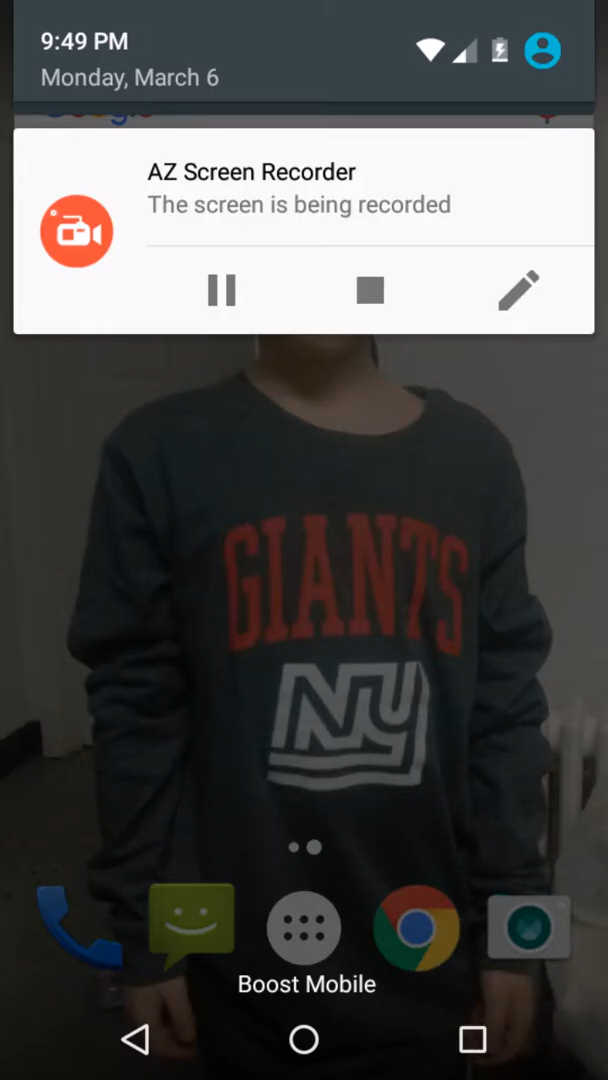 9:49 PM
Monday, March 6
AZ Screen Recorder
The screen is being recorded
GIANTS
NY
Boost Mobile